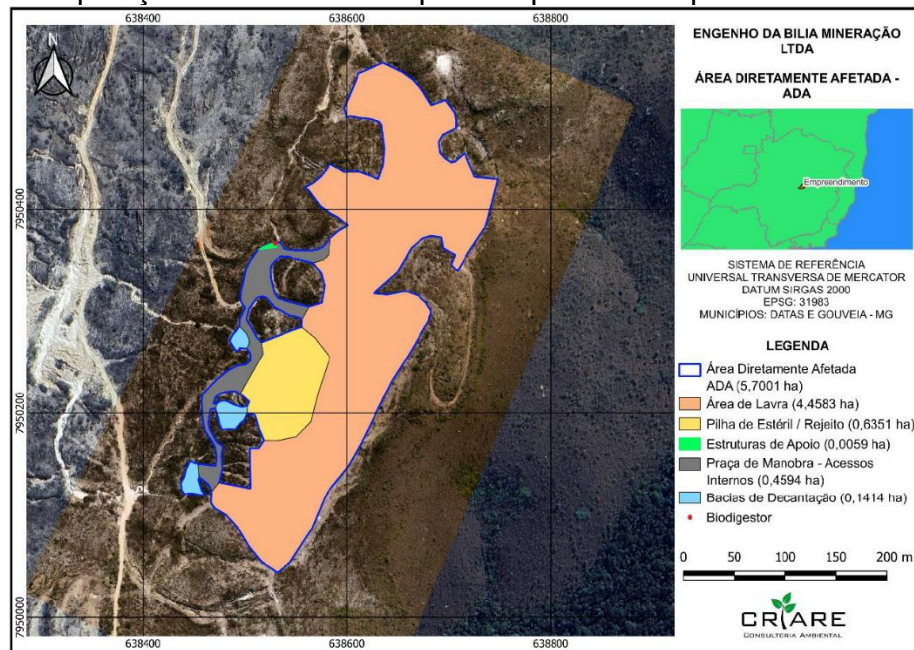 638400 638600 638800
N
7950400
7950200
7950000
638400 638600 638800
ENGENHO DA BILIA MINERAÇÃO
LTDA
ÁREA DIRETAMENTE AFETADA -
ADA
Empreendimento
SISTEMA DE REFERÊNCIA
UNIVERSAL TRANSVERSA DE MERCATOR
DATUM SIRGAS 2000
EPSG: 31983
MUNICÍPIOS: DATAS E GOUVEIA - MG
LEGENDA
Área Diretamente Afetada
ADA (5,7001 ha)
Área de Lavra (4,4583 ha)
Pilha de Estéril / Rejeito (0,6351 ha)
Estruturas de Apoio (0,0059 ha)
Praça de Manobra - Acessos
Internos (0,4594 ha)
Bacias de Decantação (0,1414 ha)
Biodigestor
0 50 100 150 200 m
CRIARE
CONSULTORIA AMBIENTAL